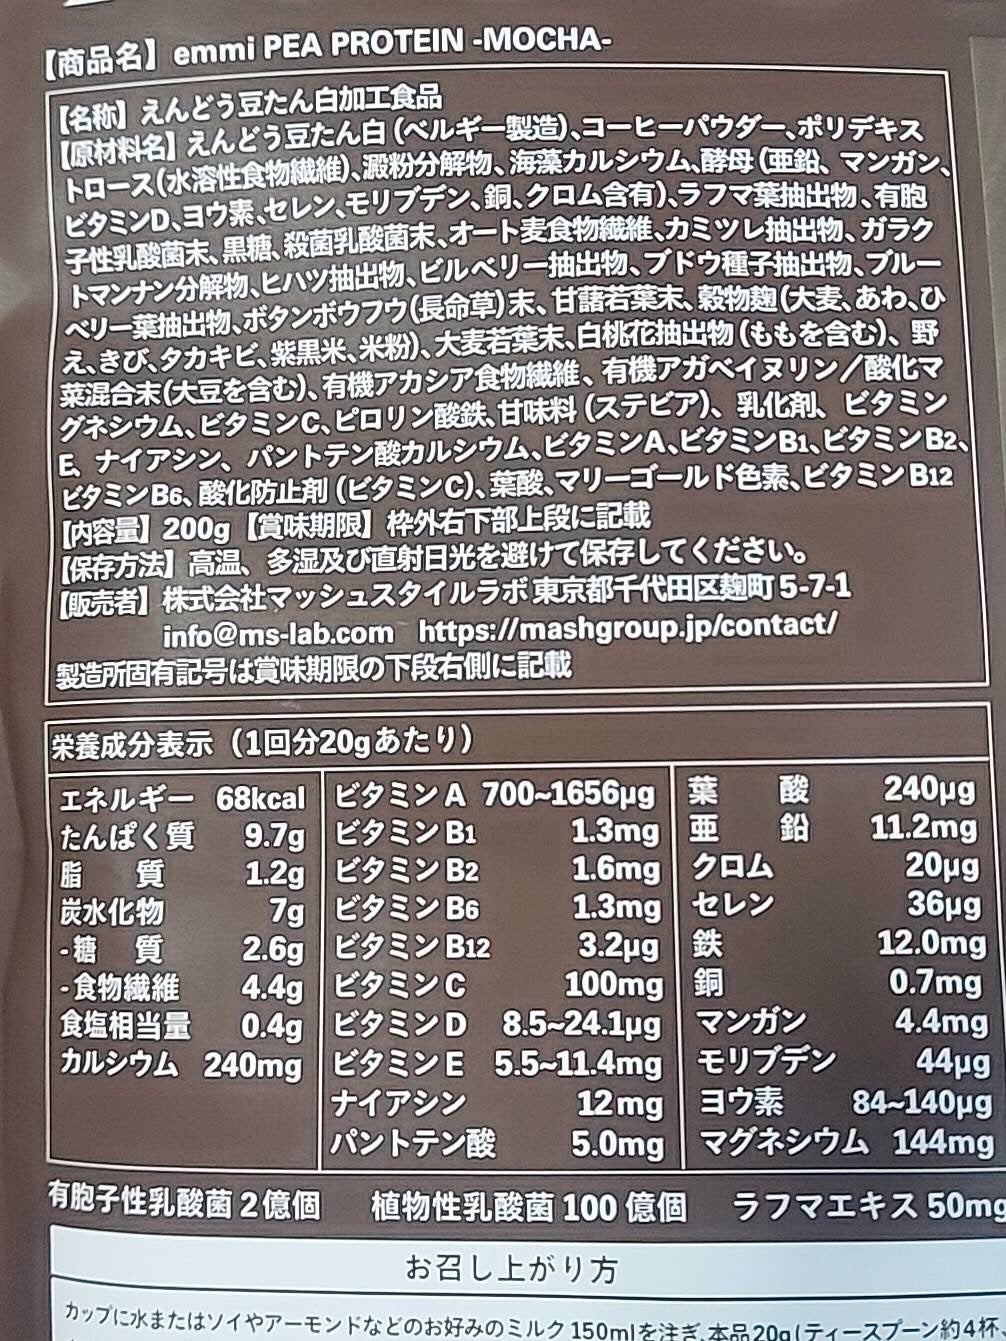 【商品名】emmi PEA PROTEIN -MOCHA-
【名称】えんどう豆たん白加工食品
【原材料名】えんどう豆たん白(ベルギー製造)、コーヒーパウダー、ポリデキス
トロース(水溶性食物繊維)、澱粉分解物、海藻カルシウム、酵母(亜鉛、マンガン、
ビタミンD、ヨウ素、セレン、モリブデン、銅、クロム含有)、ラフマ葉抽出物、有胞
子性乳酸菌末、黒糖、殺菌乳酸菌末、オート麦食物繊維、カミツレ抽出物、ガラク
トマンナン分解物、ヒハツ抽出物、ビルベリー抽出物、ブドウ種子抽出物、ブルー
ベリー葉抽出物、ボタンボウフウ(長命草)末、甘藷若葉末、穀物麹(大麦、あわ、ひ
え、きび、タカキビ、紫黒米、米粉)、大麦若葉末、白桃花抽出物(ももを含む)、野
菜混合末(大豆を含む)、有機アカシア食物繊維、有機アガベイヌリン/酸化マ
グネシウム、ビタミンC、ピロリン酸鉄、甘味料(ステビア)、乳化剤、ビタミン
E、ナイアシン、パントテン酸カルシウム、ビタミンA、ビタミンB1、ビタミンB2、
ビタミンB6、酸化防止剤(ビタミンC)、葉酸、マリーゴールド色素、ビタミンB12
【内容量】200g【賞味期限】枠外右下部上段に記載
【保存方法】高温、多湿及び直射日光を避けて保存してください。
【販売者】株式会社マッシュスタイルラボ 東京都千代田区麹町5-7-1
info@ms-lab.com https://mashgroup.jp/contact/
製造所固有記号は賞味期限の下段右側に記載
栄養成分表示(1回分20gあたり)
エネルギー 68kcal
たんぱく質 9.7g
脂質 1.2g
炭水化物 7g
-糖質 2.6g
-食物繊維 4.4g
食塩相当量 0.4g
カルシウム 240mg
ビタミンA 700~1656μg
ビタミンB1 1.3mg
ビタミンB2 1.6mg
ビタミンB6 1.3mg
ビタミンB12 3.2μg
ビタミンC 100mg
ビタミンD 8.5~24.1μg
ビタミンE 5.5~11.4mg
ナイアシン 12mg
パントテン酸 5.0mg
葉酸 240μg
亜鉛 11.2mg
クロム 20μg
セレン 36μg
鉄 12.0mg
銅 0.7mg
マンガン 4.4mg
モリブデン 44μg
ヨウ素 84~140μg
マグネシウム 144mg
有胞子性乳酸菌2億個 植物性乳酸菌100億個 ラフマエキス50mg
お召し上がり方
カップに水またはソイやアーモンドなどのお好みのミルク150mlを注ぎ、本品20g(ティースプーン約4杯、